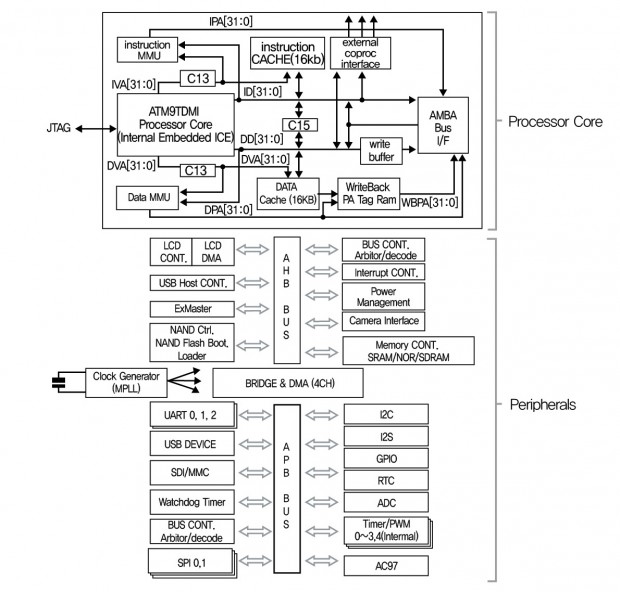 IPA[31:0]
instruction
MMU
instruction
CACHE(16kb)
external
coproc
interface
IVA[31:0]
C13
ID[31:0]
ATM9TDMI
Processor Core
(Internal Embedded ICE)
JTAG
C15
AMBA
Bus
I/F
Processor Core
DD[31:0]
write
buffer
DVA[31:0]
C13
DVA[31:0]
Data MMU
DATA
Cache (16KB)
WriteBack
PA Tag Ram
WBPA[31:0]
DPA[31:0]
LCD
CONT.
LCD
DMA
USB Host CONT.
ExMaster
NAND Ctrl.
NAND Flash Boot.
Loader
A
H
B
B
U
S
BUS CONT.
Arbitor/decode
Interrupt CONT.
Power
Management
Camera Interface
Memory CONT.
SRAM/NOR/SDRAM
Clock Generator
(MPLL)
BRIDGE & DMA (4CH)
Peripherals
UART 0, 1, 2
USB DEVICE
SDI/MMC
Watchdog Timer
BUS CONT.
Arbitor/decode
SPI 0,1
A
P
B
B
U
S
I2C
I2S
GPIO
RTC
ADC
Timer/PWM
0～3,4(Internal)
AC97